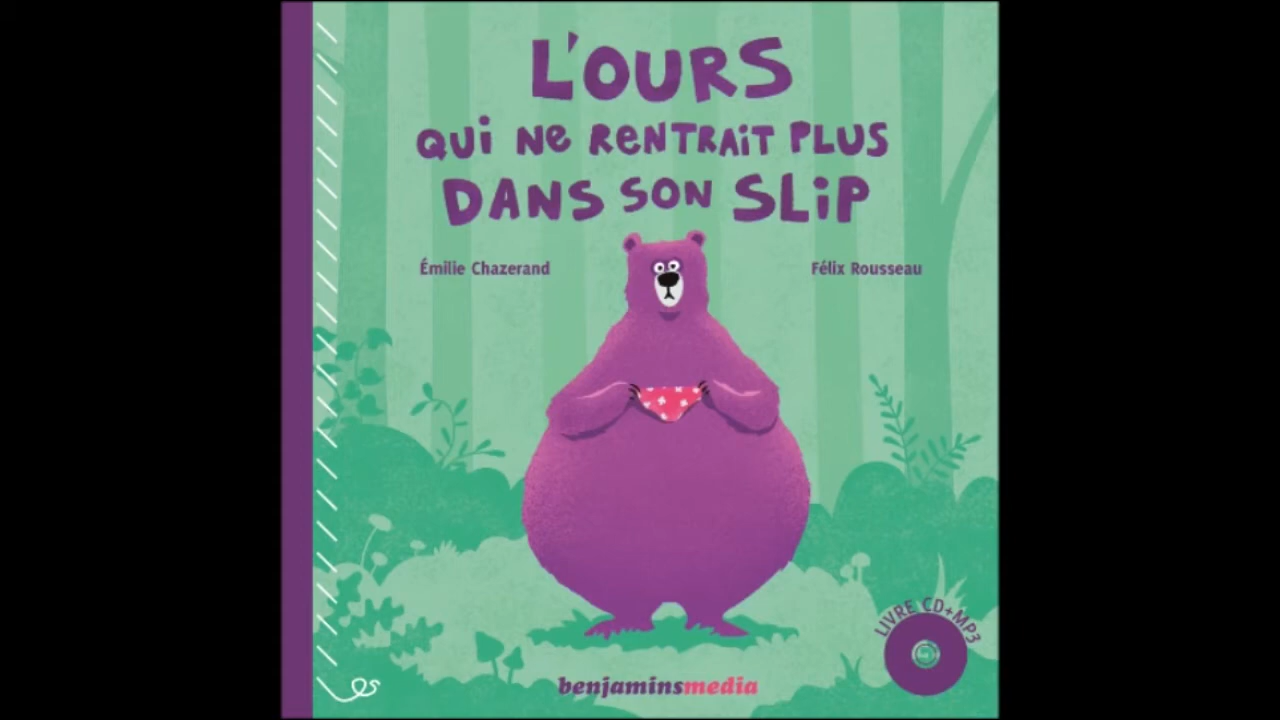 L'OURS
QUI NE RENTRAIT PLUS
DANS SON SLIP
Émilie Chazerand
Félix Rousseau
LIVRE CD+MP3
benjaminsmedia